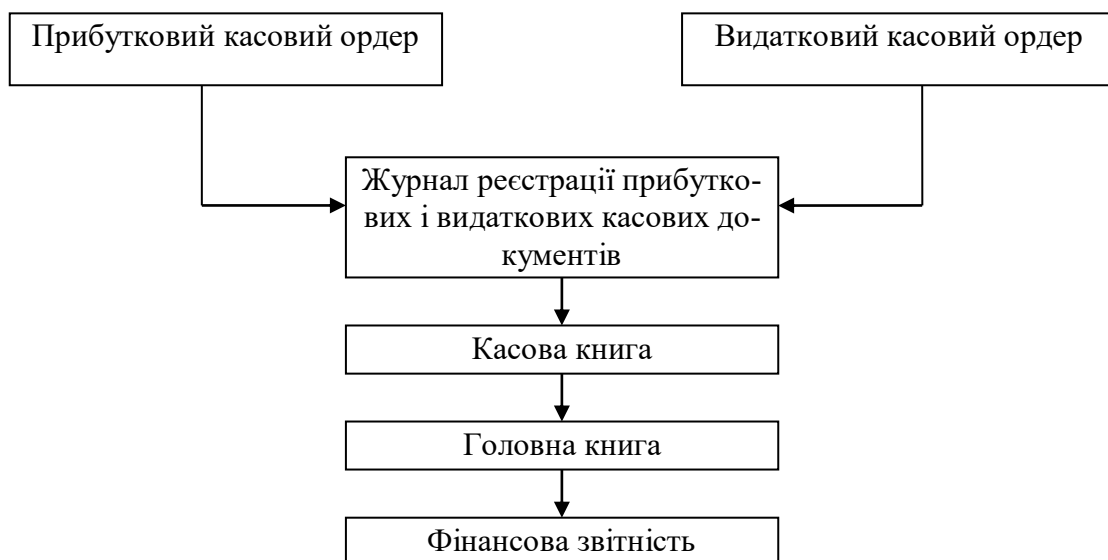 Прибутковий касовий ордер
Видатковий касовий ордер
Журнал реєстрації прибутко-
вих і видаткових касових до-
кументів
Касова книга
Головна книга
Фінансова звітність